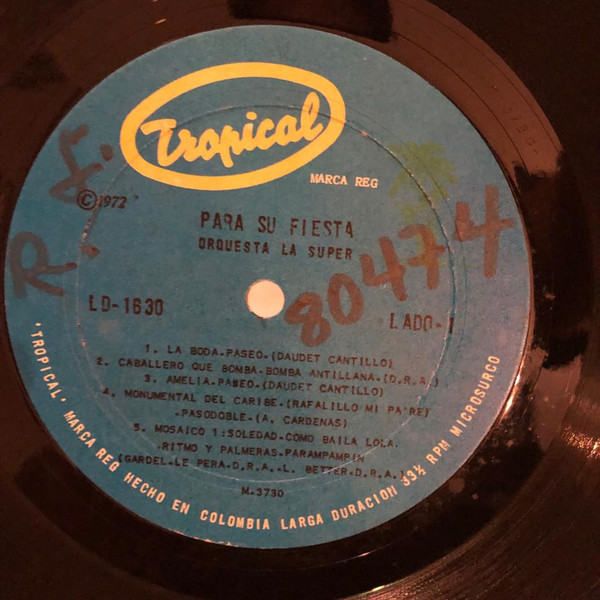 Tropical
MARCA REG
©1972
R.F.
PARA SU FIESTA
ORQUESTA LA SUPER
80474
LD-1630
LADO-1
1. LA BODA.PASEO.(DAUDET CANTILLO)
2. CABALLERO QUE BOMBA.BOMBA ANTILLANA.(D.R.A.)
3. AMELIA.PASEO.(DAUDET CANTILLO)
4. MONUMENTAL DEL CARIBE.(RAFALILLO MI PA'RE)
-PASODOBLE.(A. CARDENAS)
5. MOSAICO 1:SOLEDAD.COMO BAILA LOLA.
-RITMO Y PALMERAS.PARAMPAMPIN
(GARDEL.LE PERA.D.R.A.-L. BETTER.D.R.A.)
M.3730
'TROPICAL' MARCA REG HECHO EN COLOMBIA LARGA DURACION 33⅓ RPM MICROSURCO